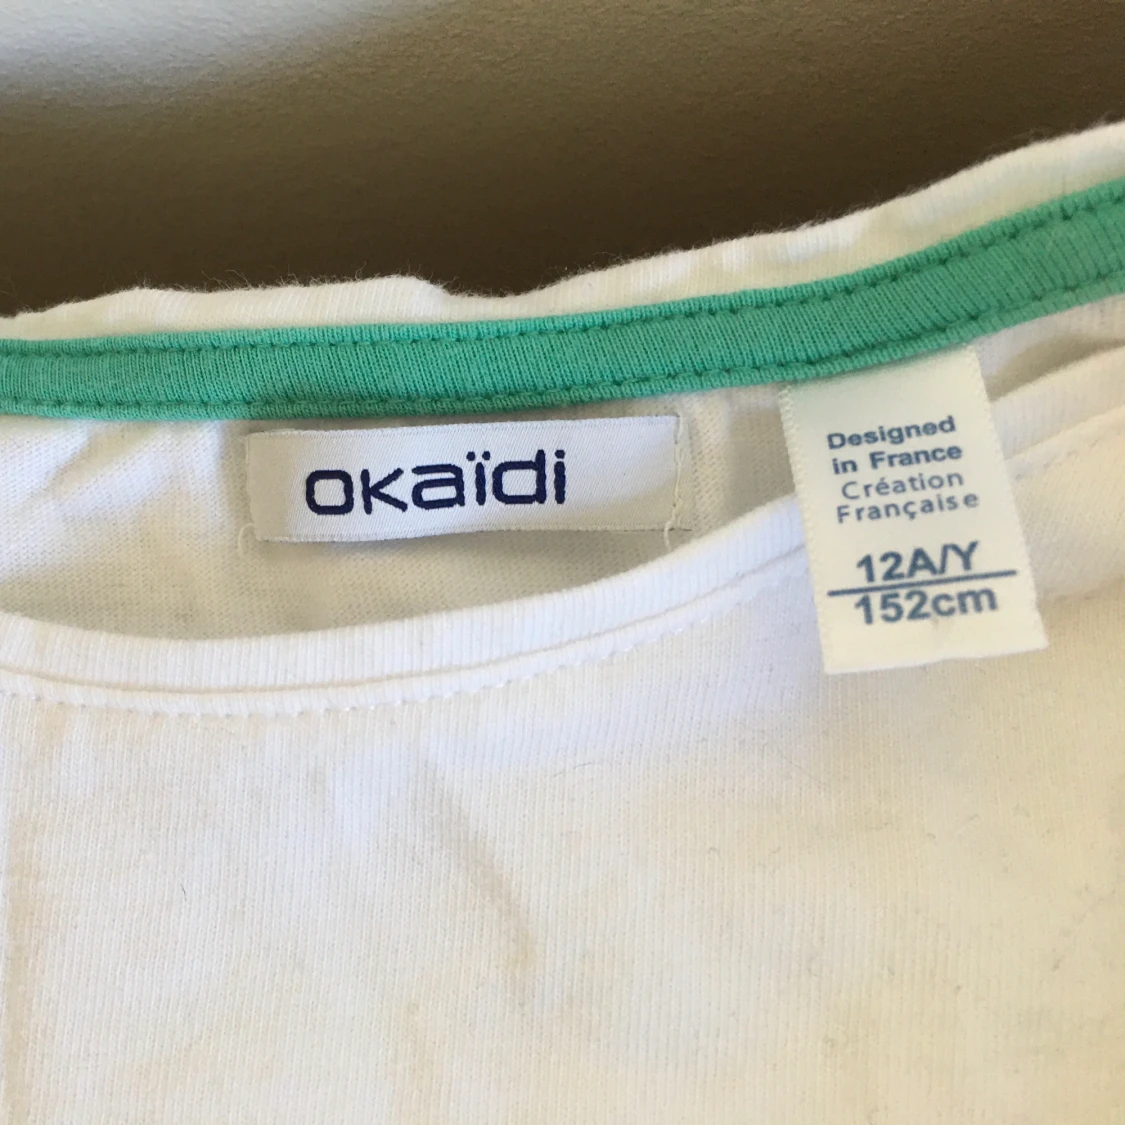 okaïdi
Designed
in France
Création
Française
12A/Y
152cm